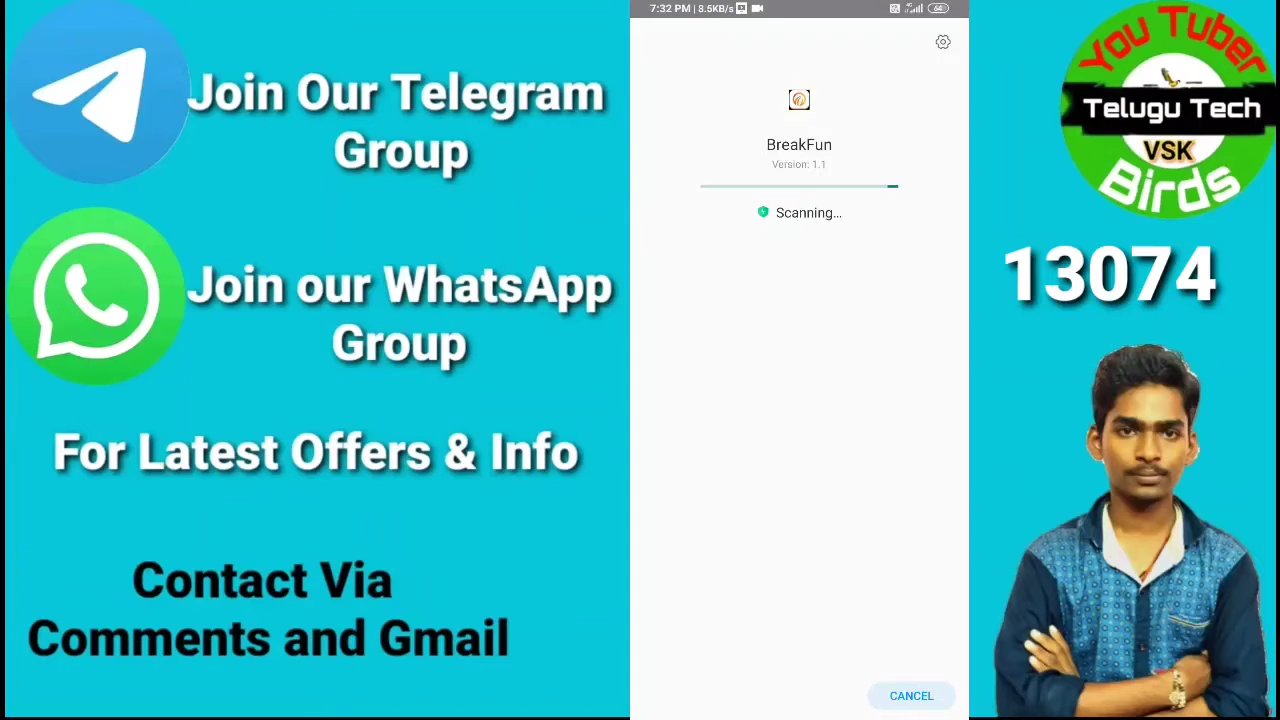 Join Our Telegram
Group
Join our WhatsApp
Group
For Latest Offers & Info
Contact Via
Comments and Gmail
7:32 PM | 8.5KB/s
64
BreakFun
Version: 1.1
Scanning...
CANCEL
You Tuber
Telugu Tech
VSK
Birds
13074